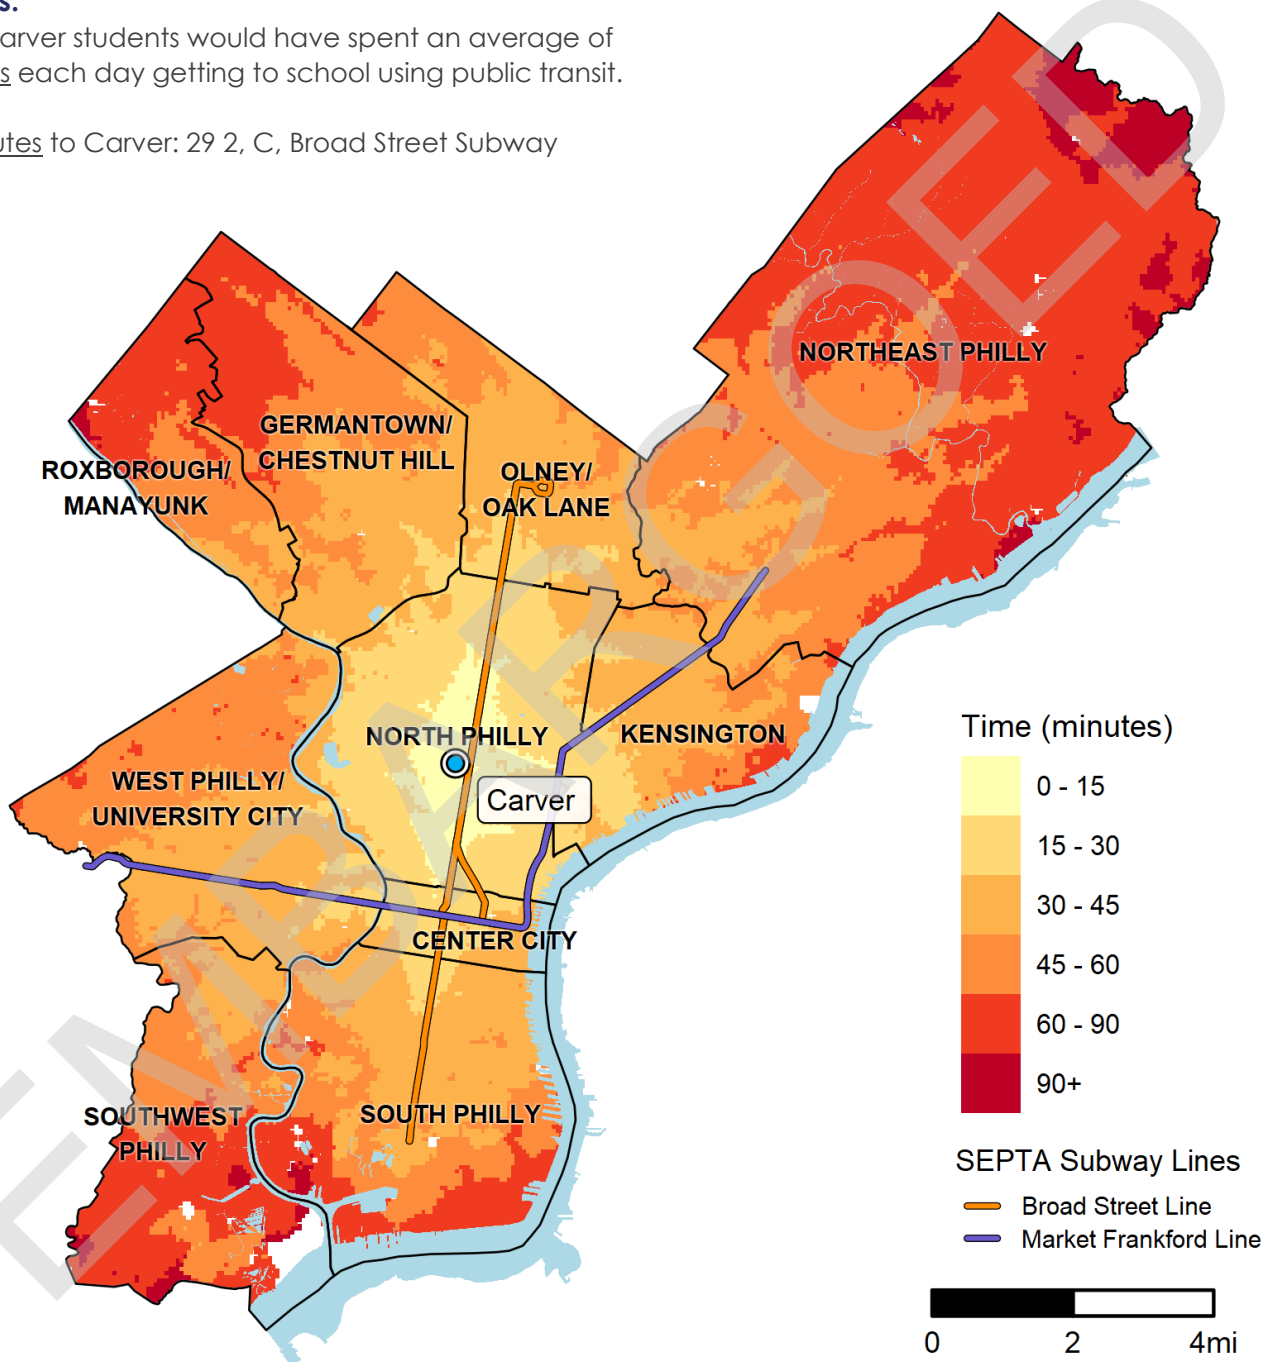 s.
arver students would have spent an average of
s each day getting to school using public transit.
utes to Carver: 29 2, C, Broad Street Subway
NORTHEAST PHILLY
GERMANTOWN/
CHESTNUT HILL
ROXBOROUGH/
MANAYUNK
OLNEY/
OAK LANE
NORTH PHILLY
KENSINGTON
WEST PHILLY/
UNIVERSITY CITY
Carver
CENTER CITY
SOUTHWEST
PHILLY
SOUTH PHILLY
Time (minutes)
0 - 15
15 - 30
30 - 45
45 - 60
60 - 90
90+
SEPTA Subway Lines
Broad Street Line
Market Frankford Line
0 2 4mi
EMBARGOED